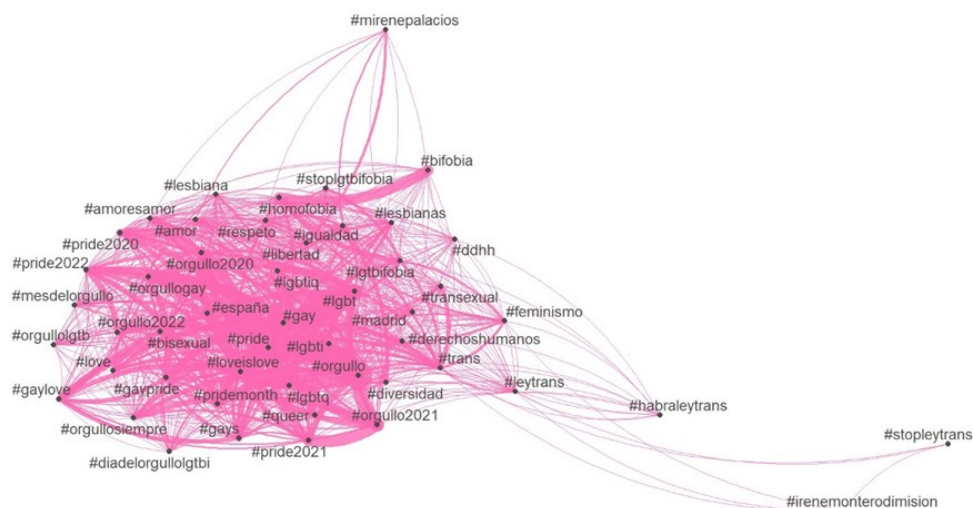 #mirenepalacios
#bifobia
#stoplgtbifobia
#lesbiana
#amoresamor
#homofobia
#lesbianas
#amor
#respeto
#igualdad
#pride2020
#libertad
#ddhh
#pride2022
#orgullo2020
#lgtbifobia
#orgullogay
#lgbtiq
#mesdelorgullo
#españa
#lgbt
#transexual
#gay
#madrid
#feminismo
#orgullolgtb
#orgullo2022
#bisexual
#pride
#lgbti
#derechoshumanos
#love
#loveislove
#orgullo
#trans
#gaylove
#gaypride
#pridemonth
#lgbtq
#diversidad
#leytrans
#orgullosiempre
#gays
#queer
#orgullo2021
#habraleytrans
#diadelorgullolgtbi
#pride2021
#stopleytrans
#irenemonterodimision